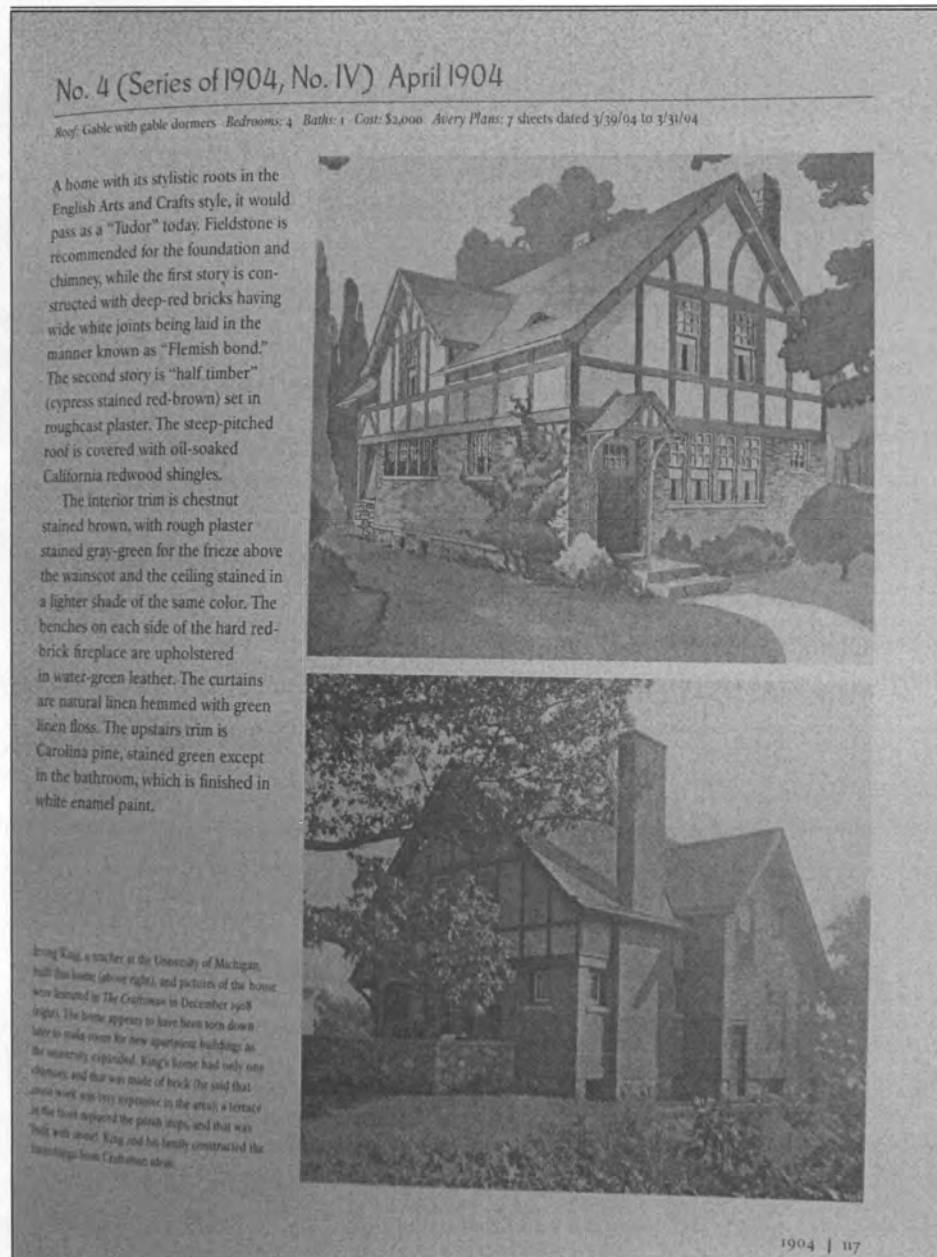 No. 4 (Series of 1904, No. IV) April 1904
Roof: Gable with gable dormers Bedrooms: 4 Baths: 1 Cost: $2,000 Avery Plans: 7 sheets dated 3/39/04 to 3/31/04
A home with its stylistic roots in the
English Arts and Crafts style, it would
pass as a “Tudor” today. Fieldstone is
recommended for the foundation and
chimney, while the first story is con-
structed with deep-red bricks having
wide white joints being laid in the
manner known as “Flemish bond.”
The second story is “half timber”
(cypress stained red-brown) set in
roughcast plaster. The steep-pitched
roof is covered with oil-soaked
California redwood shingles.
The interior trim is chestnut
stained brown, with rough plaster
stained gray-green for the frieze above
the wainscot and the ceiling stained in
a lighter shade of the same color. The
benches on each side of the hard red-
brick fireplace are upholstered
in water-green leather. The curtains
are natural linen hemmed with green
linen floss. The upstairs trim is
Carolina pine, stained green except
in the bathroom, which is finished in
white enamel paint.
Irving King, a teacher at the University of Michigan,
built this home (above right), and pictures of the house
were featured in The Craftsman in December 1908
(right). The home appears to have been torn down
later to make room for new apartment buildings as
the university expanded. King's home had only one
chimney, and that was made of brick (he said that
stone work was very expensive in the area); a terrace
in the front replaced the porch steps, and that was
built with stone! King and his family constructed the
furnishings from Craftsman ideas.
1904 | 117